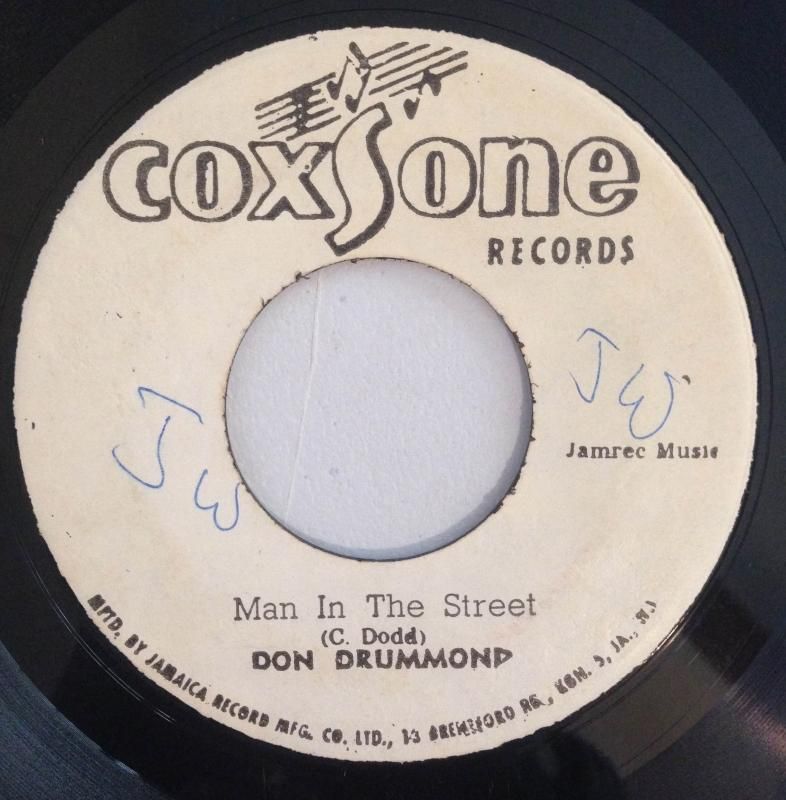 coxsone
RECORDS
JW
JW
Jamrec Music
Man In The Street
(C. Dodd)
DON DRUMMOND
MFTD. BY JAMAICA RECORD MFG. CO. LTD., 13 BRENTFORD RD., KGN. 5, JA., W.I